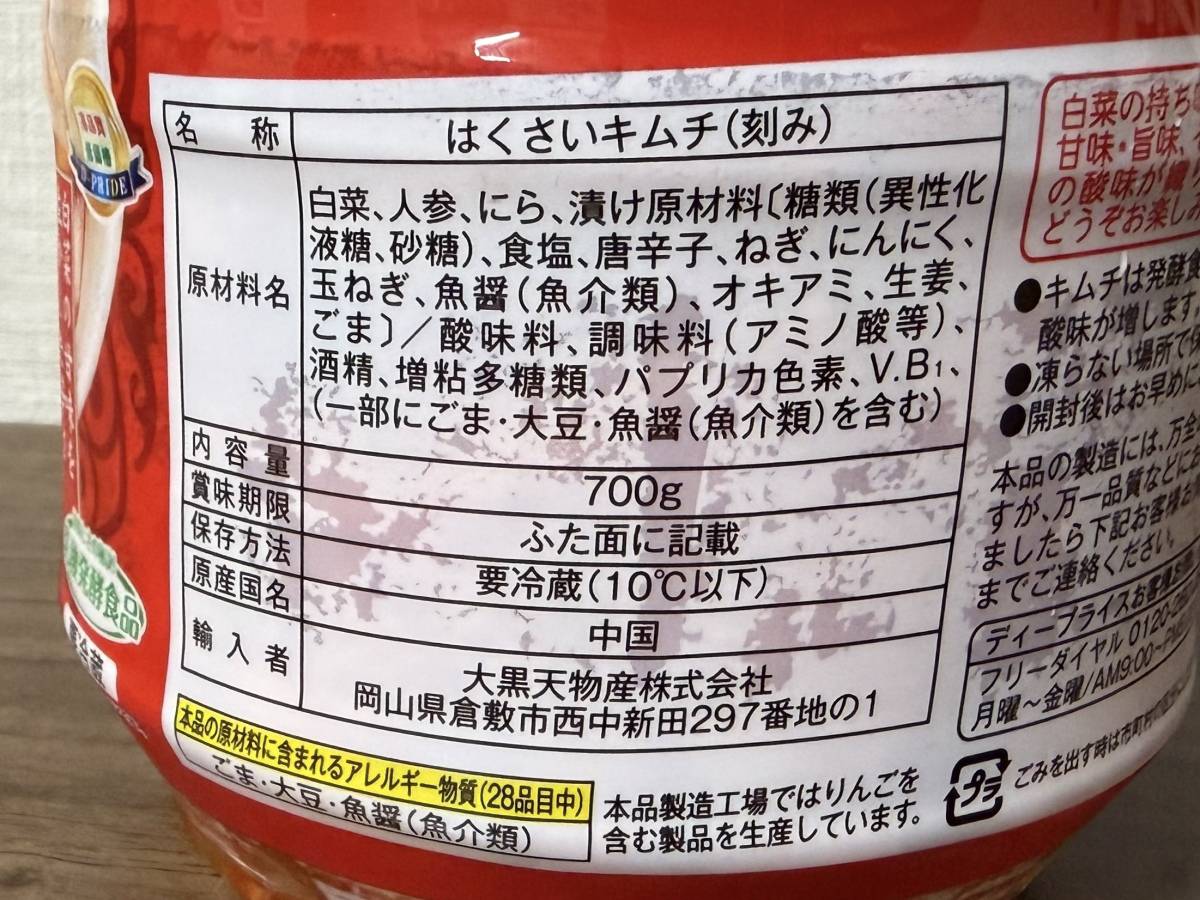 名称 はくさいキムチ(刻み)
原材料名
白菜、人参、にら、漬け原材料〔糖類(異性化
液糖、砂糖)、食塩、唐辛子、ねぎ、にんにく、
玉ねぎ、魚醤(魚介類)、オキアミ、生姜、
ごま〕/酸味料、調味料(アミノ酸等)、
酒精、増粘多糖類、パプリカ色素、V.B1、
(一部にごま・大豆・魚醤(魚介類)を含む)
内容量 700g
賞味期限 ふた面に記載
保存方法 要冷蔵(10℃以下)
原産国名 中国
輸入者 大黒天物産株式会社
岡山県倉敷市西中新田297番地の1
本品の原材料に含まれるアレルギー物質(28品目中)
ごま・大豆・魚醤(魚介類)
本品製造工場ではりんごを
含む製品を生産しています。
白菜の持ち
甘味・旨味、
の酸味が
どうぞお楽し
●キムチは発酵食
酸味が増します
●凍らない場所で
●開封後はお早めに
本品の製造には、万全
すが、万一品質などに
ましたら下記お客様
までご連絡ください。
ディープライスお客様
フリーダイヤル 0120-
月曜～金曜/AM9:00~PM
プラ
ごみを出す時は市町村の
D-PRIDE
発酵食品
要冷蔵